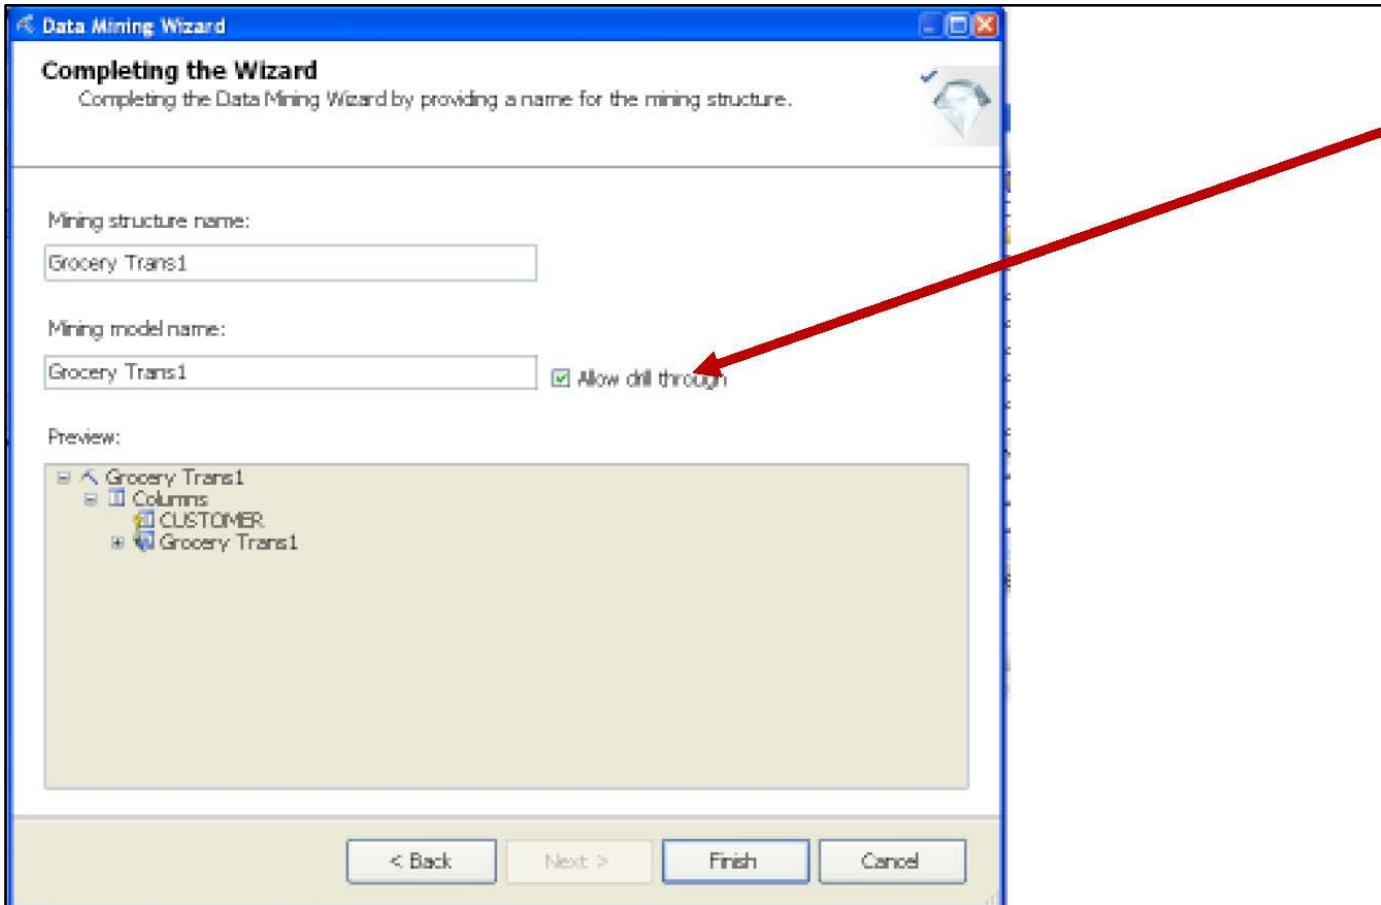 Data Mining Wizard
Completing the Wizard
Completing the Data Mining Wizard by providing a name for the mining structure.
Mining structure name:
Grocery Trans1
Mining model name:
Grocery Trans1
Allow drill through
Preview:
Grocery Trans1
Columns
CUSTOMER
Grocery Trans1
< Back
Next >
Finish
Cancel